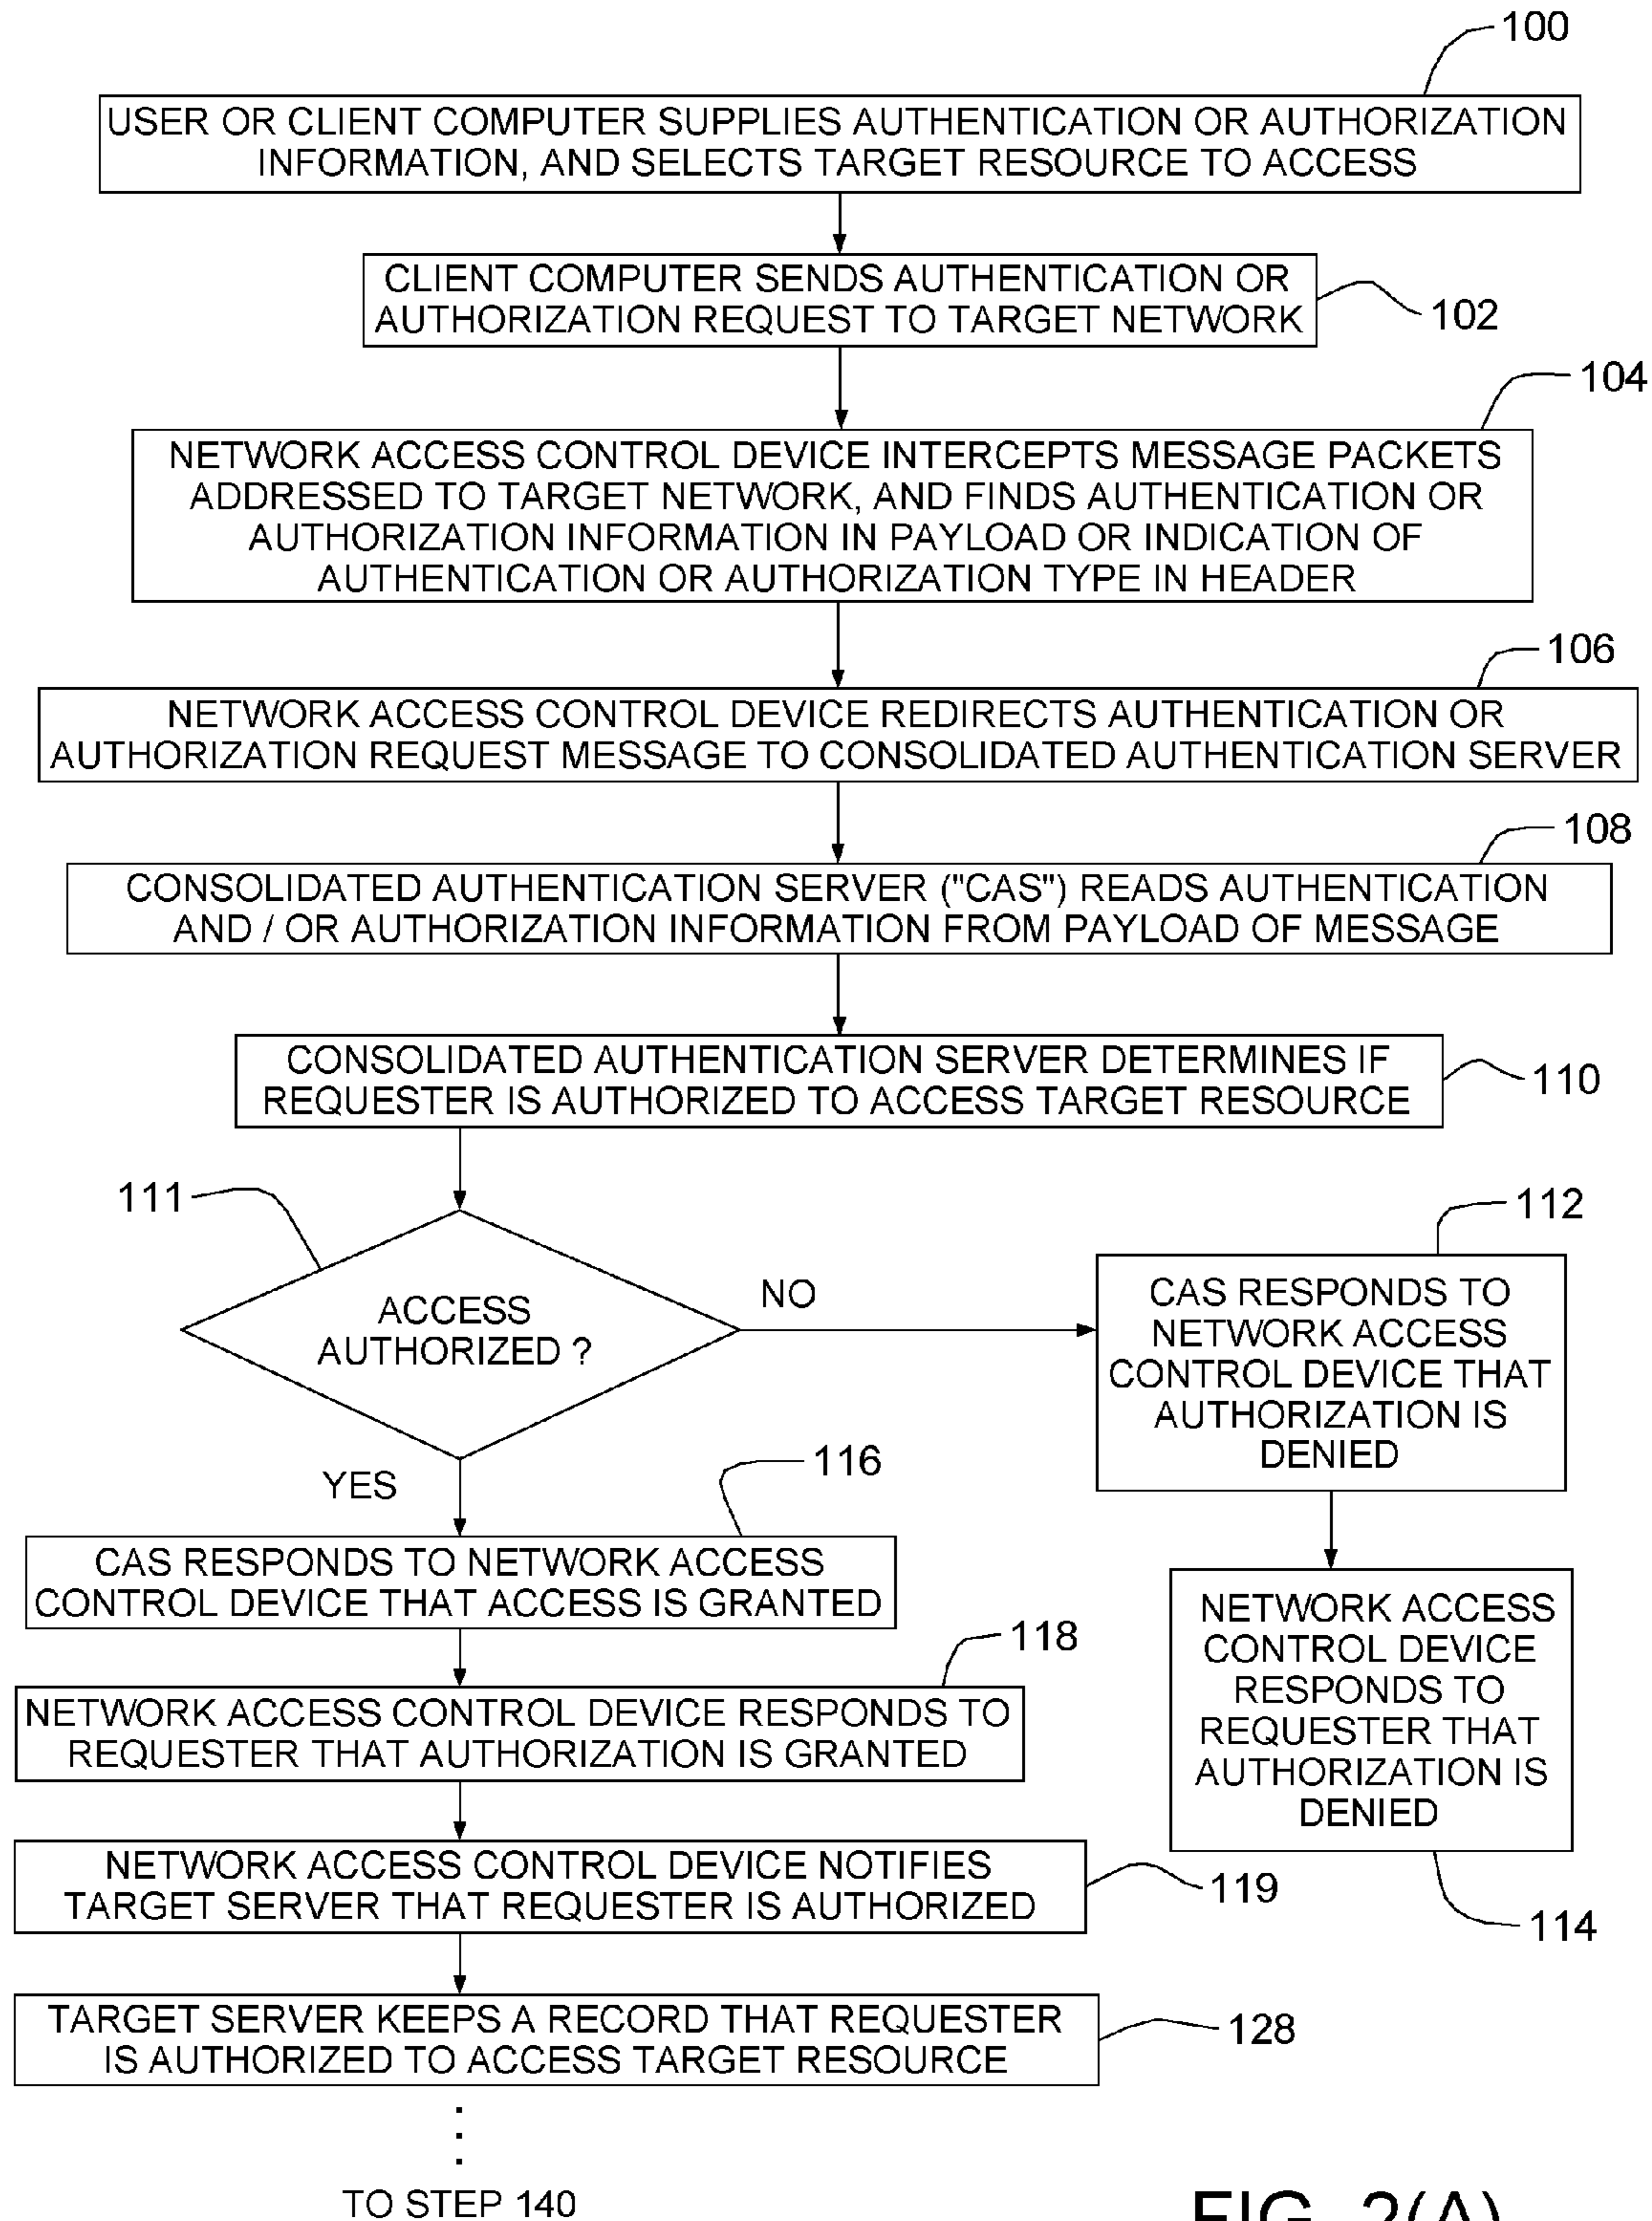 100
USER OR CLIENT COMPUTER SUPPLIES AUTHENTICATION OR AUTHORIZATION
INFORMATION, AND SELECTS TARGET RESOURCE TO ACCESS
CLIENT COMPUTER SENDS AUTHENTICATION OR
AUTHORIZATION REQUEST TO TARGET NETWORK
102
104
NETWORK ACCESS CONTROL DEVICE INTERCEPTS MESSAGE PACKETS
ADDRESSED TO TARGET NETWORK, AND FINDS AUTHENTICATION OR
AUTHORIZATION INFORMATION IN PAYLOAD OR INDICATION OF
AUTHENTICATION OR AUTHORIZATION TYPE IN HEADER
106
NETWORK ACCESS CONTROL DEVICE REDIRECTS AUTHENTICATION OR
AUTHORIZATION REQUEST MESSAGE TO CONSOLIDATED AUTHENTICATION SERVER
108
CONSOLIDATED AUTHENTICATION SERVER ("CAS") READS AUTHENTICATION
AND / OR AUTHORIZATION INFORMATION FROM PAYLOAD OF MESSAGE
CONSOLIDATED AUTHENTICATION SERVER DETERMINES IF
REQUESTER IS AUTHORIZED TO ACCESS TARGET RESOURCE
110
111
ACCESS
AUTHORIZED ?
NO
112
CAS RESPONDS TO
NETWORK ACCESS
CONTROL DEVICE THAT
AUTHORIZATION IS
DENIED
YES
116
CAS RESPONDS TO NETWORK ACCESS
CONTROL DEVICE THAT ACCESS IS GRANTED
118
NETWORK ACCESS CONTROL DEVICE RESPONDS TO
REQUESTER THAT AUTHORIZATION IS GRANTED
NETWORK ACCESS
CONTROL DEVICE
RESPONDS TO
REQUESTER THAT
AUTHORIZATION IS
DENIED
114
NETWORK ACCESS CONTROL DEVICE NOTIFIES
TARGET SERVER THAT REQUESTER IS AUTHORIZED
119
TARGET SERVER KEEPS A RECORD THAT REQUESTER
IS AUTHORIZED TO ACCESS TARGET RESOURCE
128
TO STEP 140
FIG. 2(A)